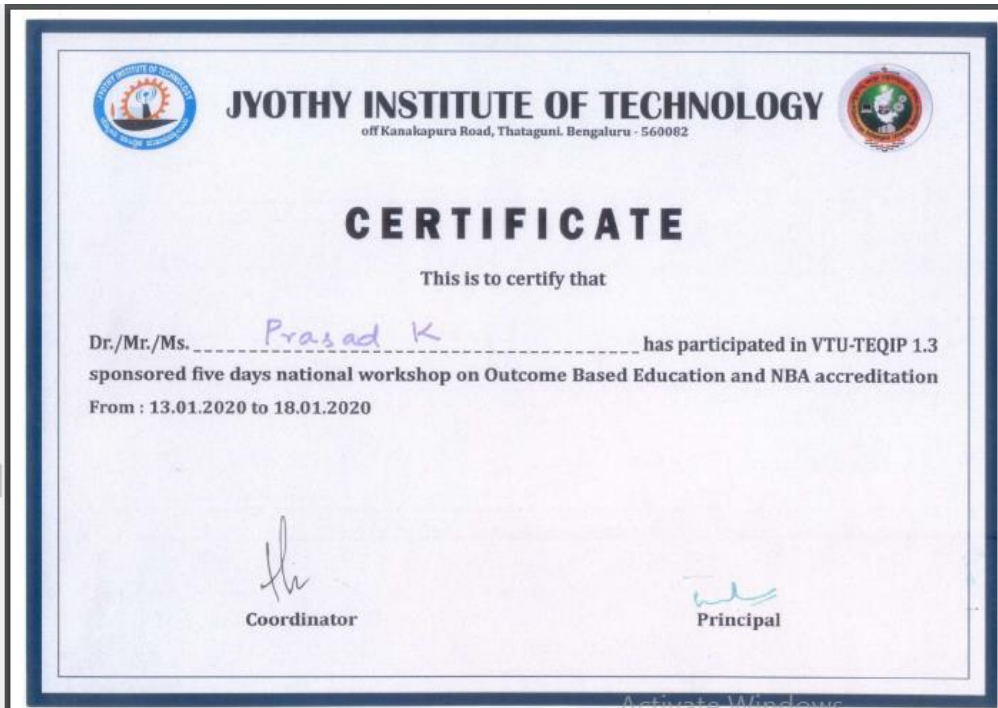 JYOTHY INSTITUTE OF TECHNOLOGY
off Kanakapura Road, Thataguni. Bengaluru - 560082
CERTIFICATE
This is to certify that
Dr./Mr./Ms. Prasad K has participated in VTU-TEQIP 1.3
sponsored five days national workshop on Outcome Based Education and NBA accreditation
From : 13.01.2020 to 18.01.2020
Coordinator
Principal
Activate Windows